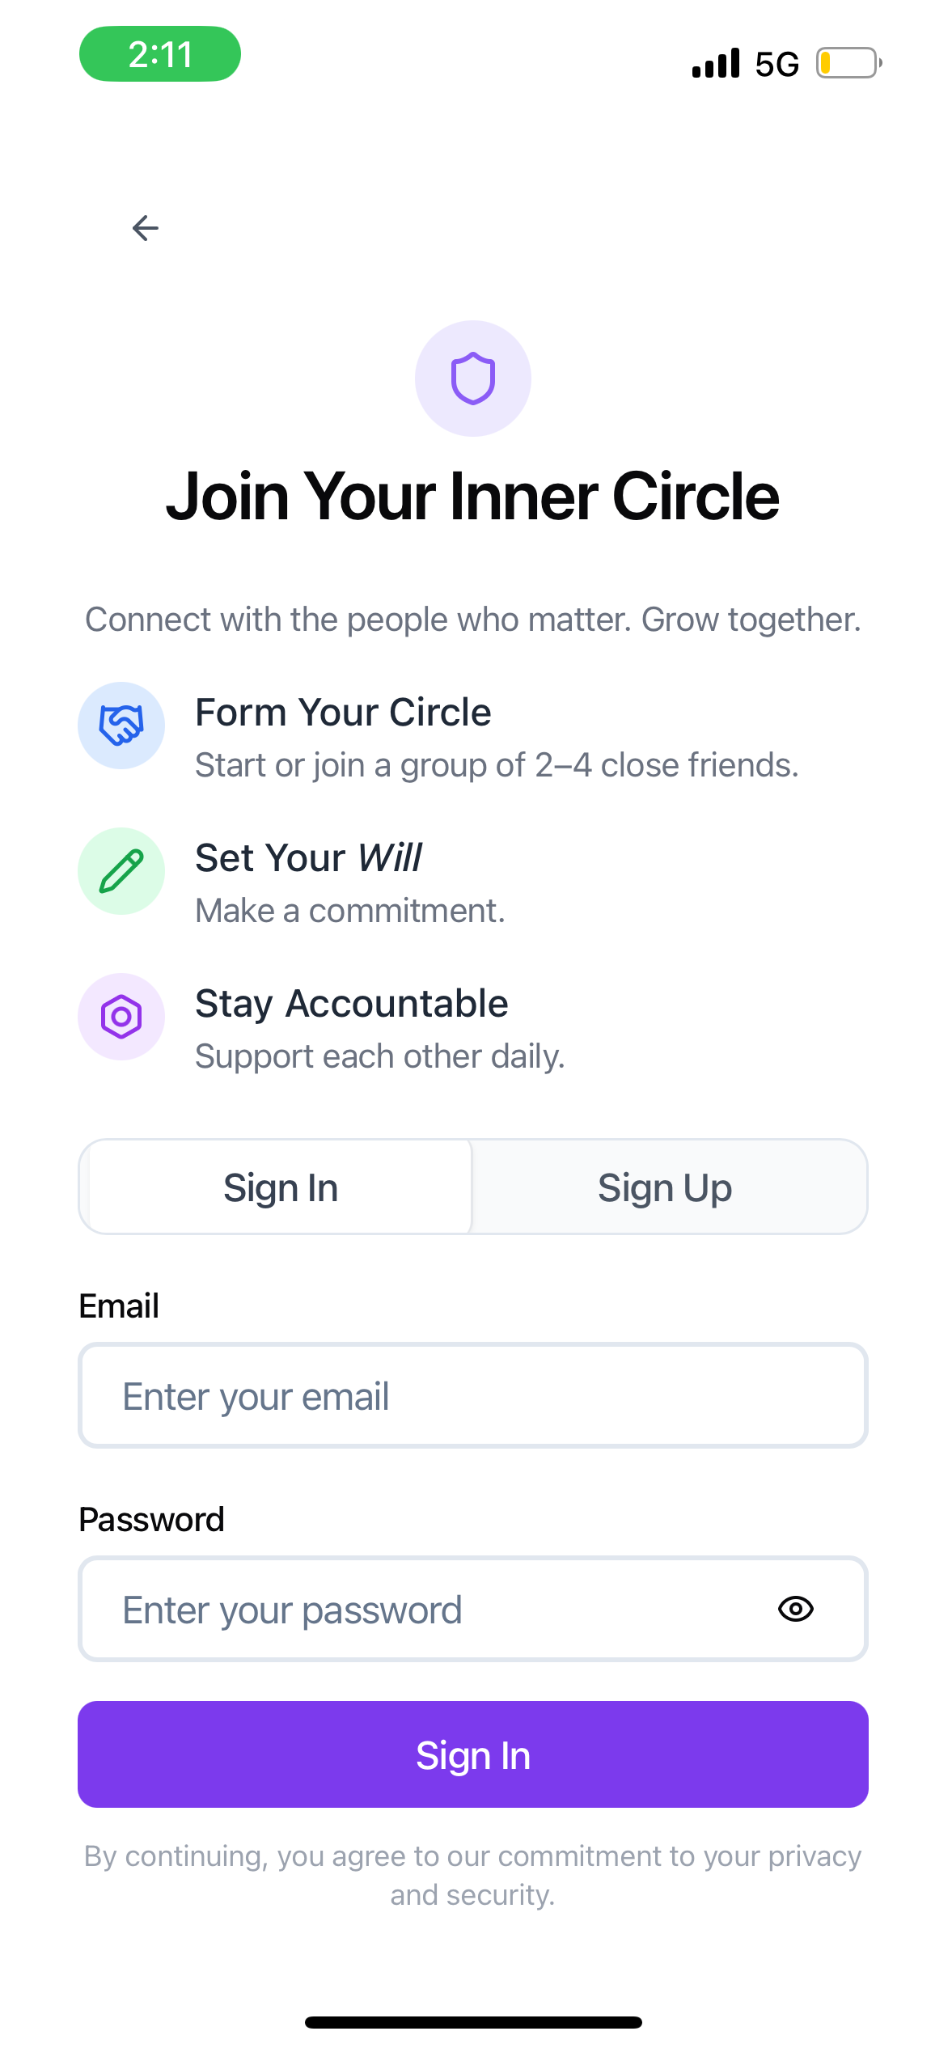 2:11
5G
Join Your Inner Circle
Connect with the people who matter. Grow together.
Form Your Circle
Start or join a group of 2–4 close friends.
Set Your Will
Make a commitment.
Stay Accountable
Support each other daily.
Sign In
Sign Up
Email
Enter your email
Password
Enter your password
Sign In
By continuing, you agree to our commitment to your privacy
and security.